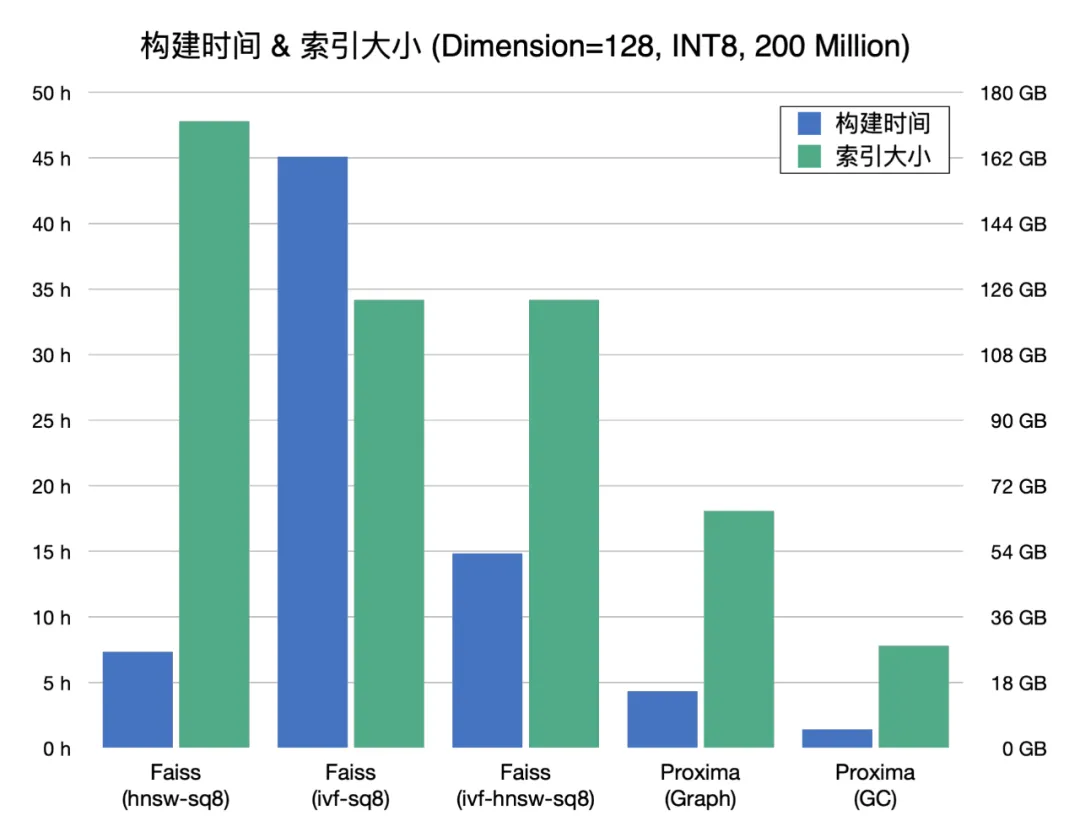 构建时间 & 索引大小 (Dimension=128, INT8, 200 Million)
50 h
180 GB
构建时间
45 h
162 GB
索引大小
40 h
144 GB
35 h
126 GB
30 h
108 GB
25 h
90 GB
20 h
72 GB
15 h
54 GB
10 h
36 GB
5 h
18 GB
0 h
0 GB
Faiss
(hnsw-sq8)
Faiss
(ivf-sq8)
Faiss
(ivf-hnsw-sq8)
Proxima
(Graph)
Proxima
(GC)